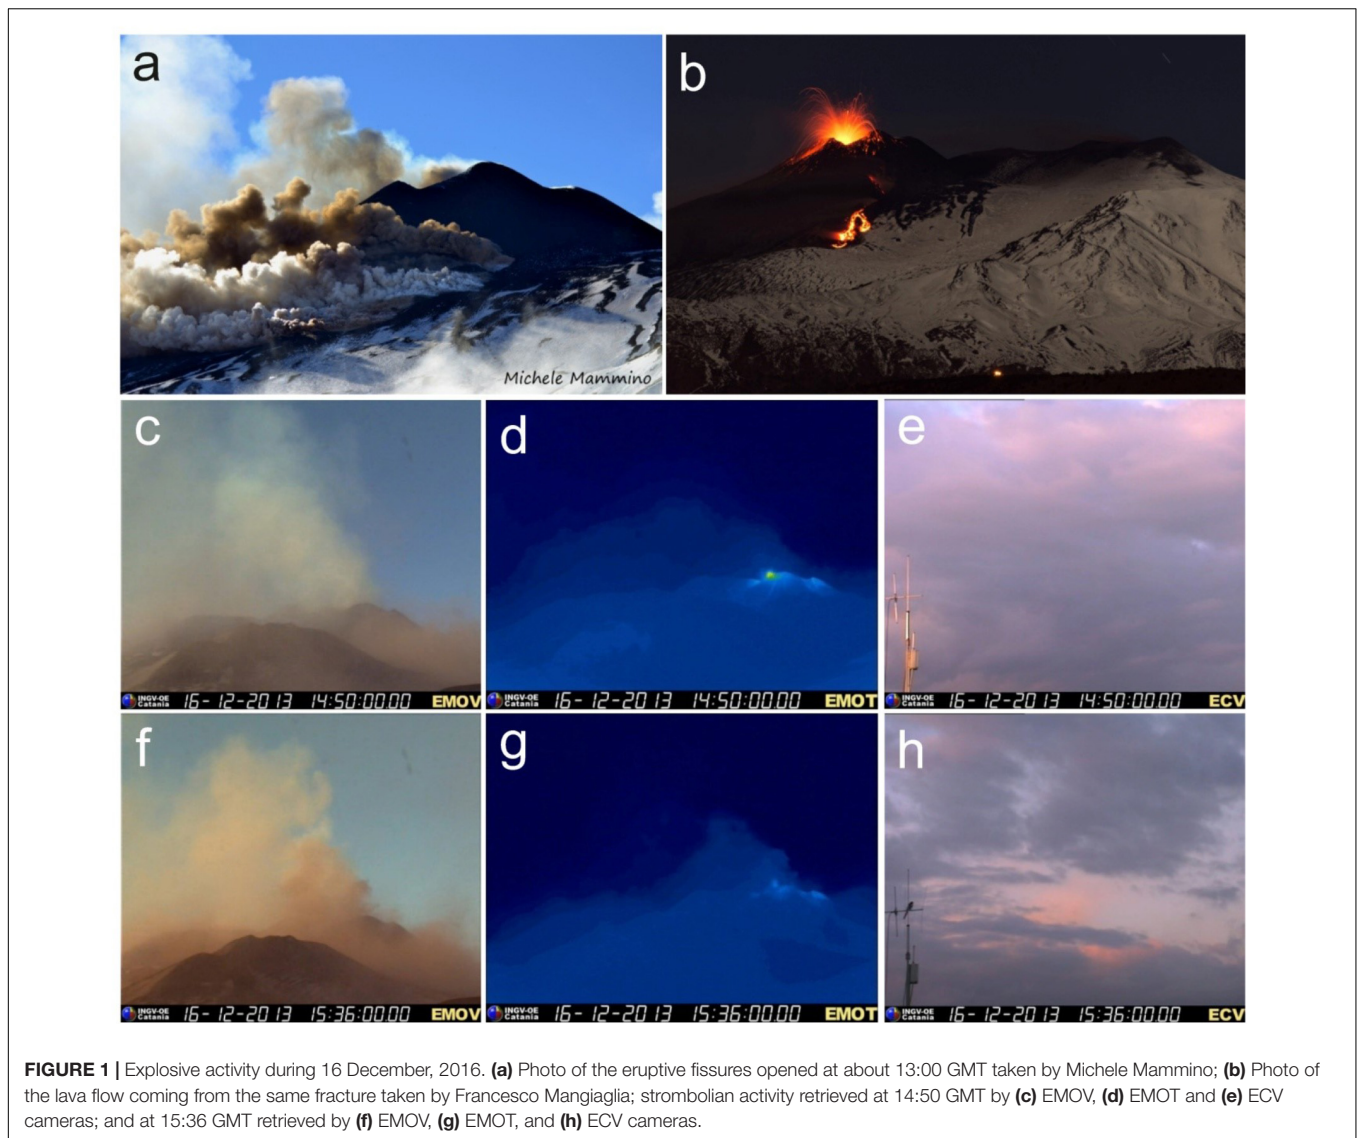 a
b
Michele Mammino
c
d
e
INGV-OE
Catania
16-12-2013 14:50:00.00 EMOV
INGV-OE
Catania
16-12-2013 14:50:00.00 EMOT
INGV-OE
Catania
16-12-2013 14:50:00.00 ECV
f
g
h
INGV-OE
Catania
16-12-2013 15:36:00.00 EMOV
INGV-OE
Catania
16-12-2013 15:36:00.00 EMOT
INGV-OE
Catania
16-12-2013 15:36:00.00 ECV
FIGURE 1 | Explosive activity during 16 December, 2016. (a) Photo of the eruptive fissures opened at about 13:00 GMT taken by Michele Mammino; (b) Photo of
the lava flow coming from the same fracture taken by Francesco Mangiaglia; strombolian activity retrieved at 14:50 GMT by (c) EMOV, (d) EMOT and (e) ECV
cameras; and at 15:36 GMT retrieved by (f) EMOV, (g) EMOT, and (h) ECV cameras.